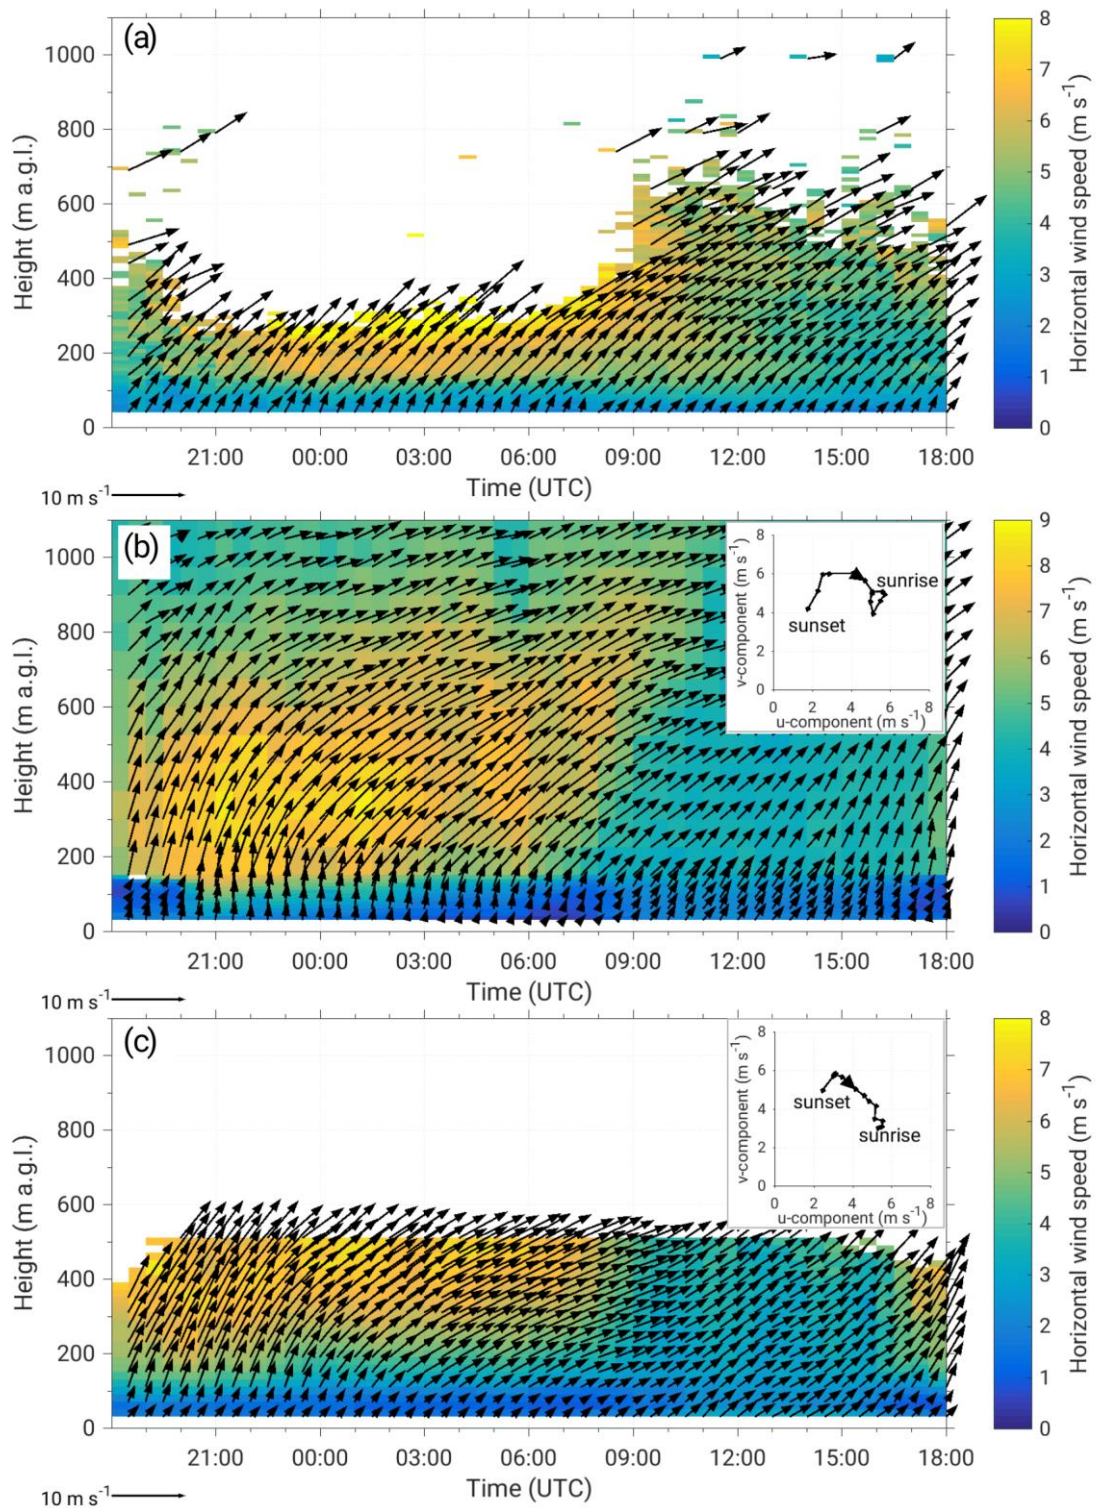 (a)
1000
800
600
400
200
0
Height (m a.g.l.)
21:00 00:00 03:00 06:00 09:00 12:00 15:00 18:00
Time (UTC)
10 m s⁻¹
8
7
6
5
4
3
2
1
0
Horizontal wind speed (m s⁻¹)
(b)
1000
800
600
400
200
0
Height (m a.g.l.)
8
6
4
2
0
v-component (m s⁻¹)
sunrise
sunset
0 2 4 6 8
u-component (m s⁻¹)
21:00 00:00 03:00 06:00 09:00 12:00 15:00 18:00
Time (UTC)
10 m s⁻¹
9
8
7
6
5
4
3
2
1
0
Horizontal wind speed (m s⁻¹)
(c)
1000
800
600
400
200
0
Height (m a.g.l.)
8
6
4
2
0
v-component (m s⁻¹)
sunset
sunrise
0 2 4 6 8
u-component (m s⁻¹)
21:00 00:00 03:00 06:00 09:00 12:00 15:00 18:00
Time (UTC)
10 m s⁻¹
8
7
6
5
4
3
2
1
0
Horizontal wind speed (m s⁻¹)